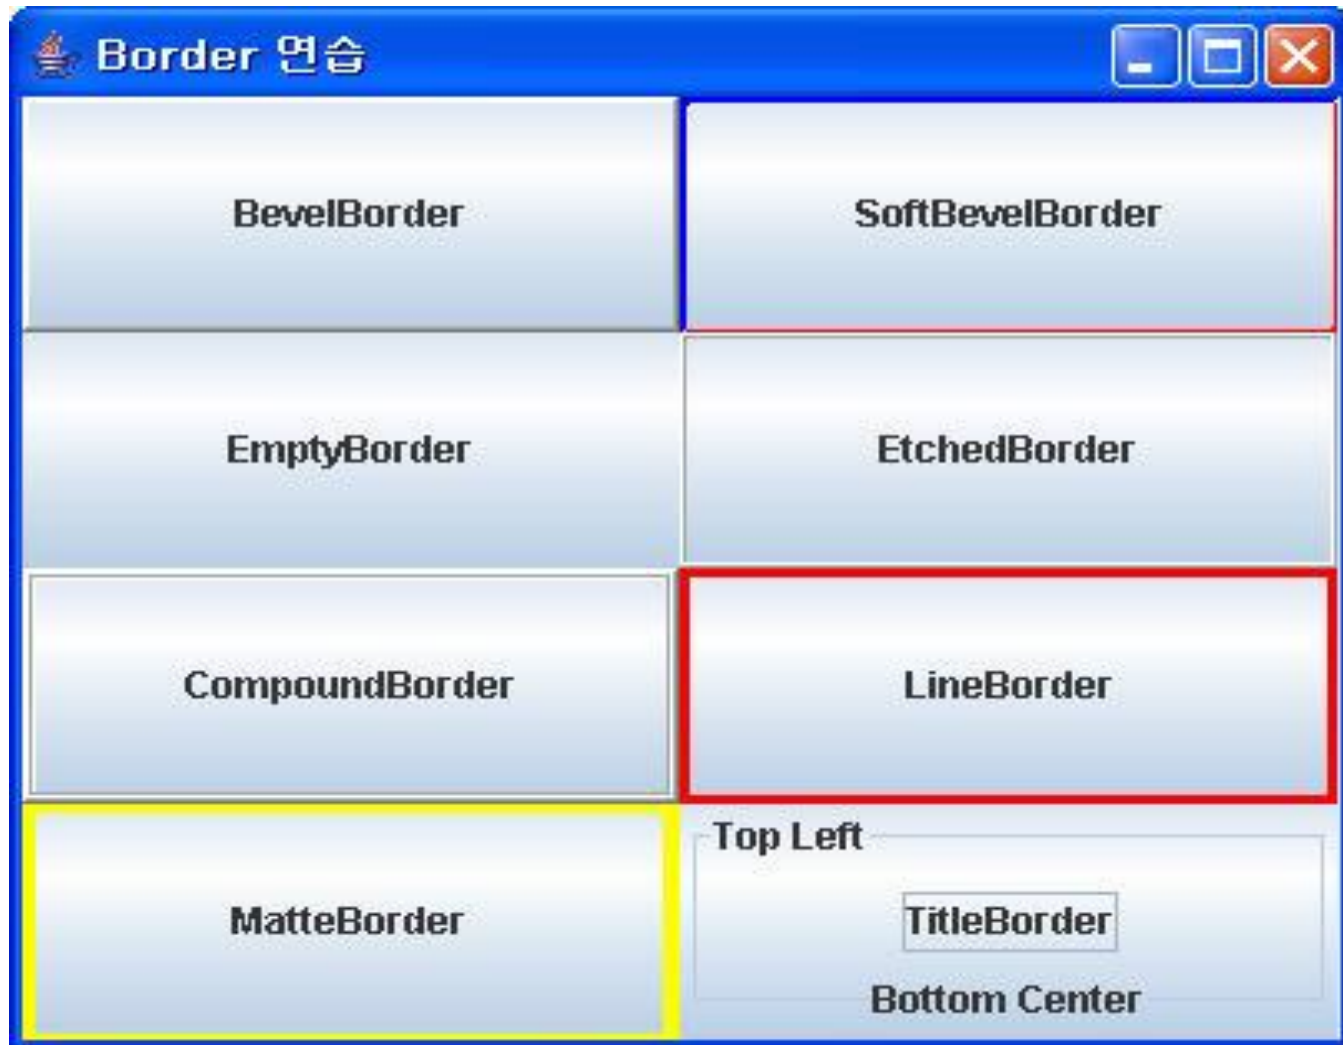 Border 연습
BevelBorder
SoftBevelBorder
EmptyBorder
EtchedBorder
CompoundBorder
LineBorder
MatteBorder
Top Left
TitleBorder
Bottom Center